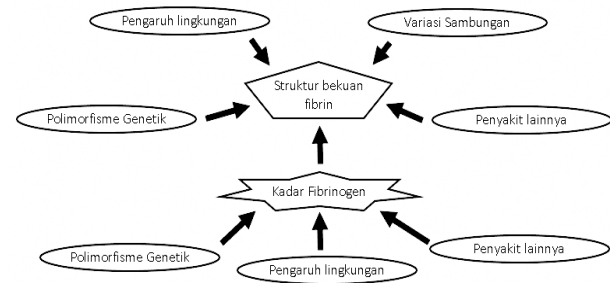 Pengaruh lingkungan
Variasi Sambungan
Struktur bekuan
fibrin
Polimorfisme Genetik
Penyakit lainnya
Kadar Fibrinogen
Polimorfisme Genetik
Pengaruh lingkungan
Penyakit lainnya